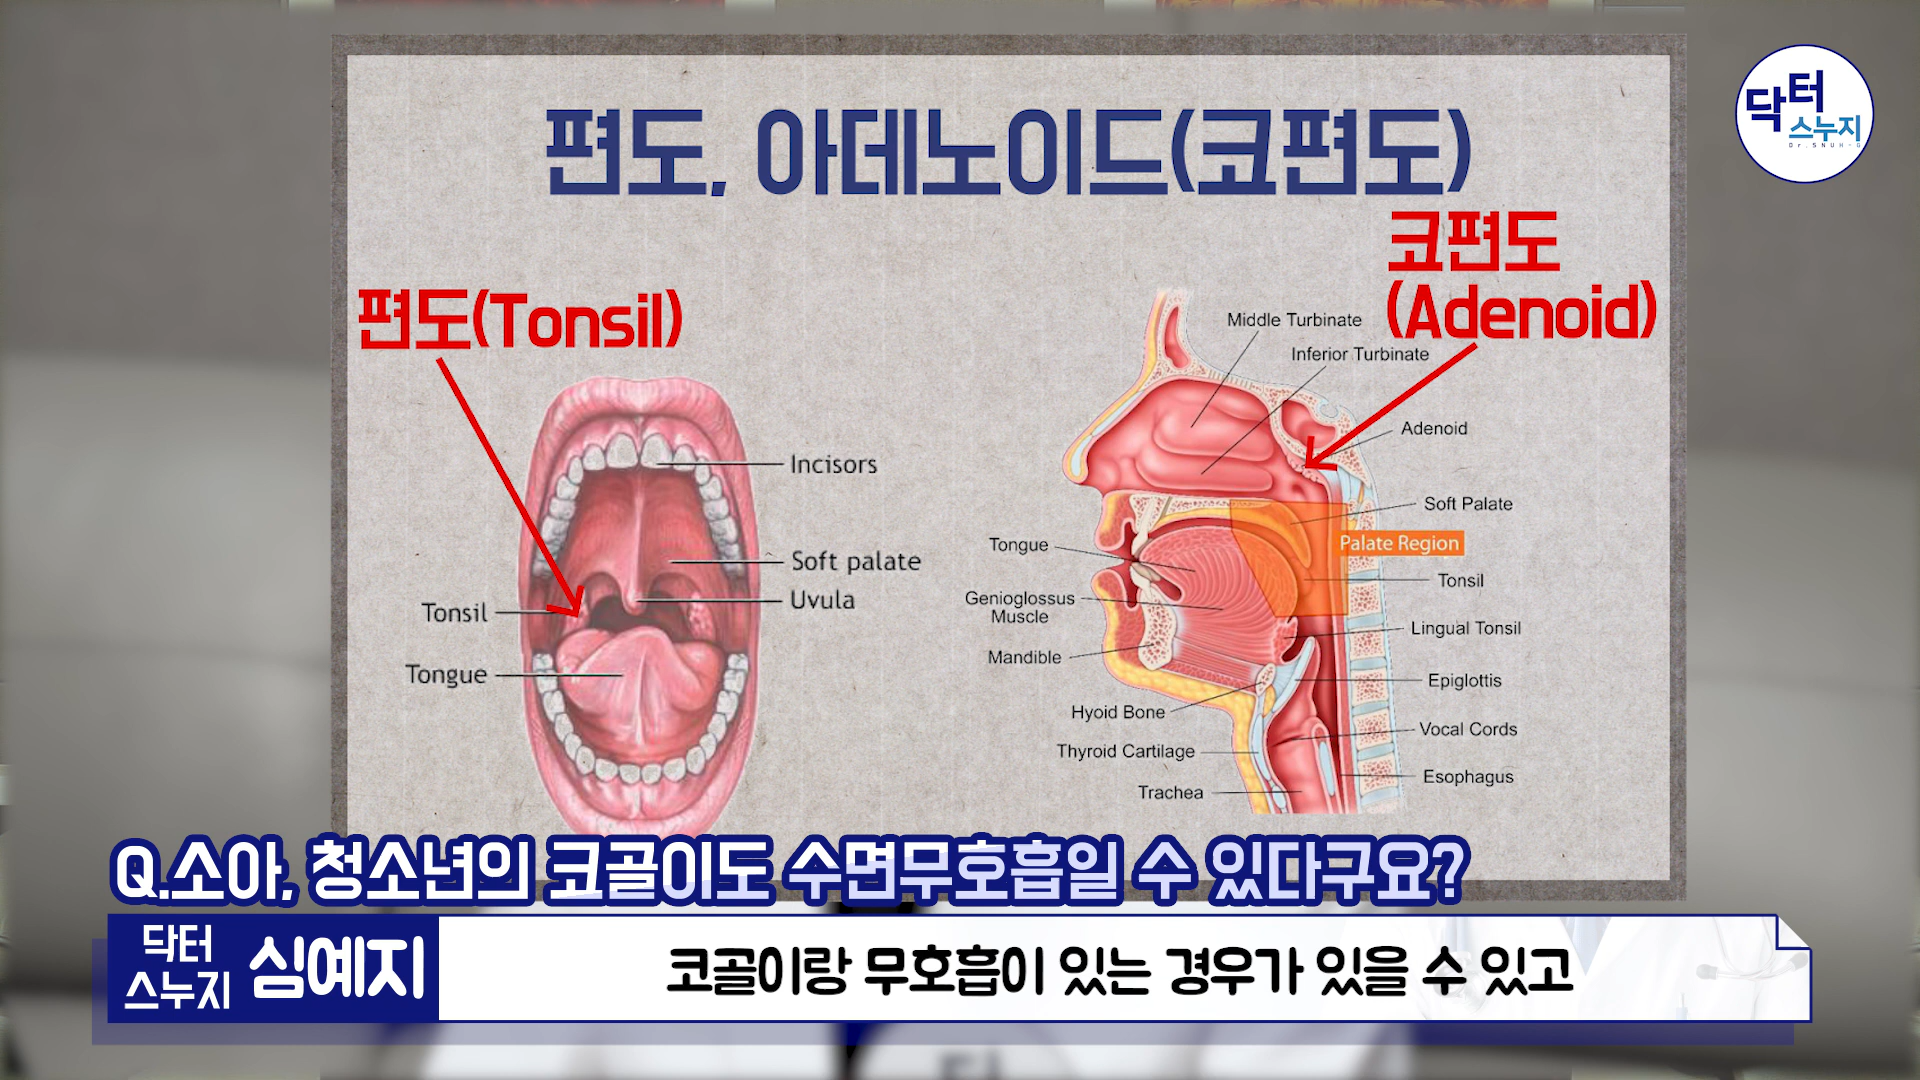 편도, 아데노이드(코편도)
닥터
스누지
Dr.SNUH-G
코편도
(Adenoid)
편도(Tonsil)
Incisors
Soft palate
Uvula
Tonsil
Tongue
Middle Turbinate
Inferior Turbinate
Adenoid
Soft Palate
Palate Region
Tonsil
Lingual Tonsil
Epiglottis
Vocal Cords
Esophagus
Tongue
Genioglossus
Muscle
Mandible
Hyoid Bone
Thyroid Cartilage
Trachea
Q.소아, 청소년의 코골이도 수면무호흡일 수 있다구요?
닥터
스누지
심예지
코골이랑 무호흡이 있는 경우가 있을 수 있고